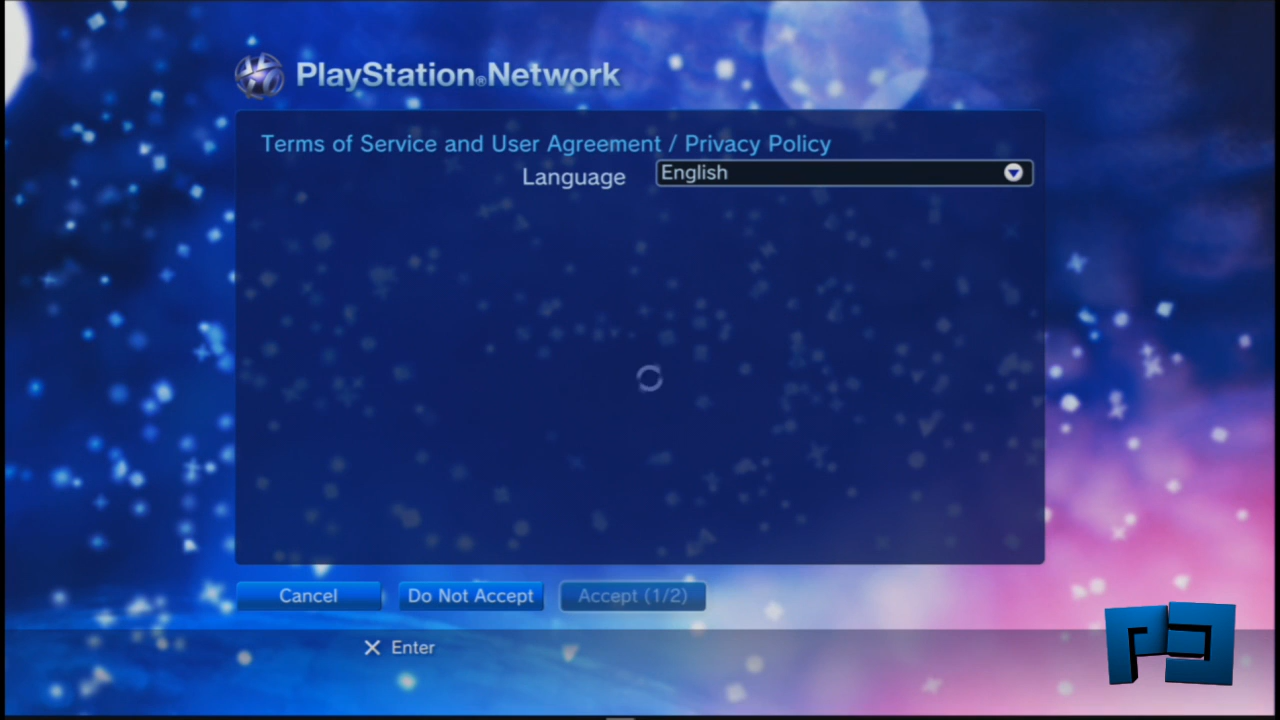 PlayStation®Network
Terms of Service and User Agreement / Privacy Policy
Language English
Cancel Do Not Accept Accept (1/2)
Enter